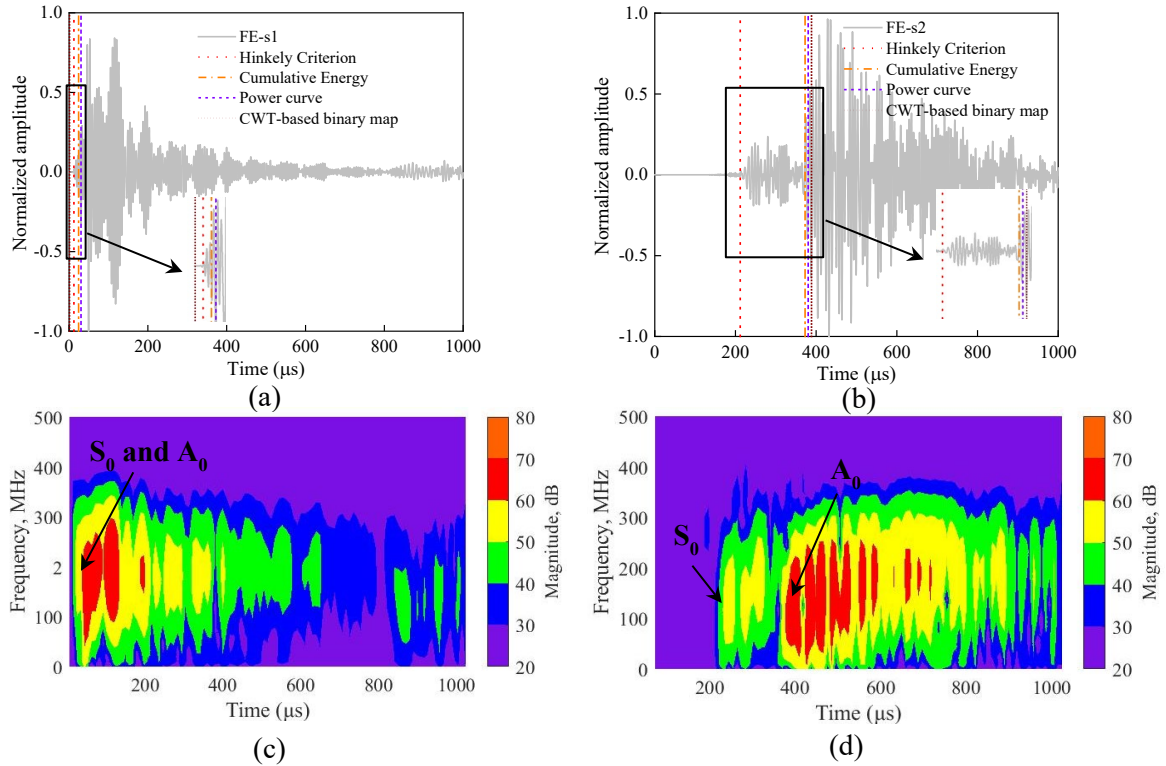 FE-s1
Hinkely Criterion
Cumulative Energy
Power curve
CWT-based binary map
1.0
0.5
0.0
-0.5
-1.0
Normalized amplitude
0 200 400 600 800 1000
Time (μs)
(a)
FE-s2
Hinkely Criterion
Cumulative Energy
Power curve
CWT-based binary map
1.0
0.5
0.0
-0.5
-1.0
Normalized amplitude
0 200 400 600 800 1000
Time (μs)
(b)
S0 and A0
500
400
300
2
100
0
Frequency, MHz
200 400 600 800 1000
Time (μs)
80
70
60
50
40
30
20
Magnitude, dB
(c)
S0
A0
500
400
300
200
100
0
Frequency, MHz
200 400 600 800 1000
Time (μs)
80
70
60
50
40
30
20
Magnitude, dB
(d)